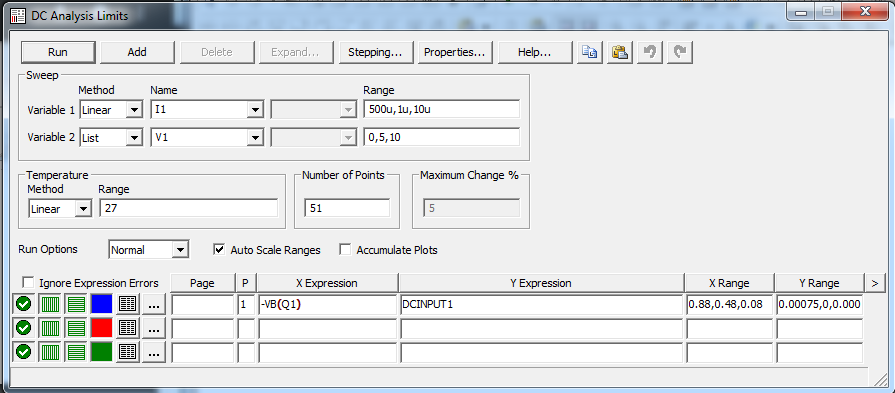 DC Analysis Limits
Run Add Delete Expand... Stepping... Properties... Help...
Sweep
Method Name Range
Variable 1 Linear I1 500u,1u,10u
Variable 2 List V1 0,5,10
Temperature Number of Points Maximum Change %
Method Range
Linear 27 51 5
Run Options Normal Auto Scale Ranges Accumulate Plots
Ignore Expression Errors Page P X Expression Y Expression X Range Y Range >
... 1 -VB(Q1) DCINPUT1 0.88,0.48,0.08 0.00075,0,0.000
...
...